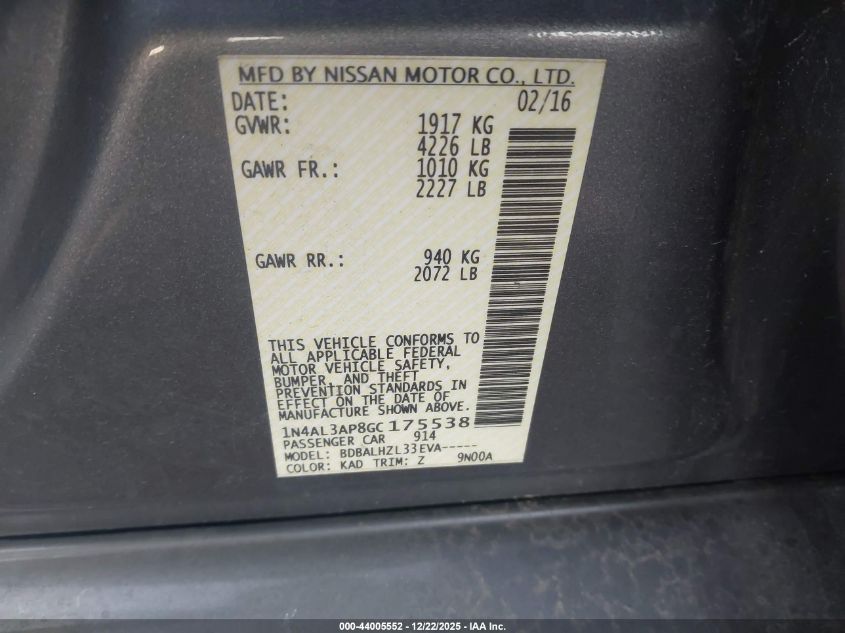 MFD BY NISSAN MOTOR CO., LTD.
DATE: 02/16
GVWR: 1917 KG
4226 LB
GAWR FR.: 1010 KG
2227 LB
GAWR RR.: 940 KG
2072 LB
THIS VEHICLE CONFORMS TO
ALL APPLICABLE FEDERAL
MOTOR VEHICLE SAFETY,
BUMPER, AND THEFT
PREVENTION STANDARDS IN
EFFECT ON THE DATE OF
MANUFACTURE SHOWN ABOVE.
1N4AL3AP8GC175538
PASSENGER CAR 914
MODEL: BDBALHZL33EVA-----
COLOR: KAD TRIM: Z 9N00A
000-44005552 - 12/22/2025 - IAA Inc.